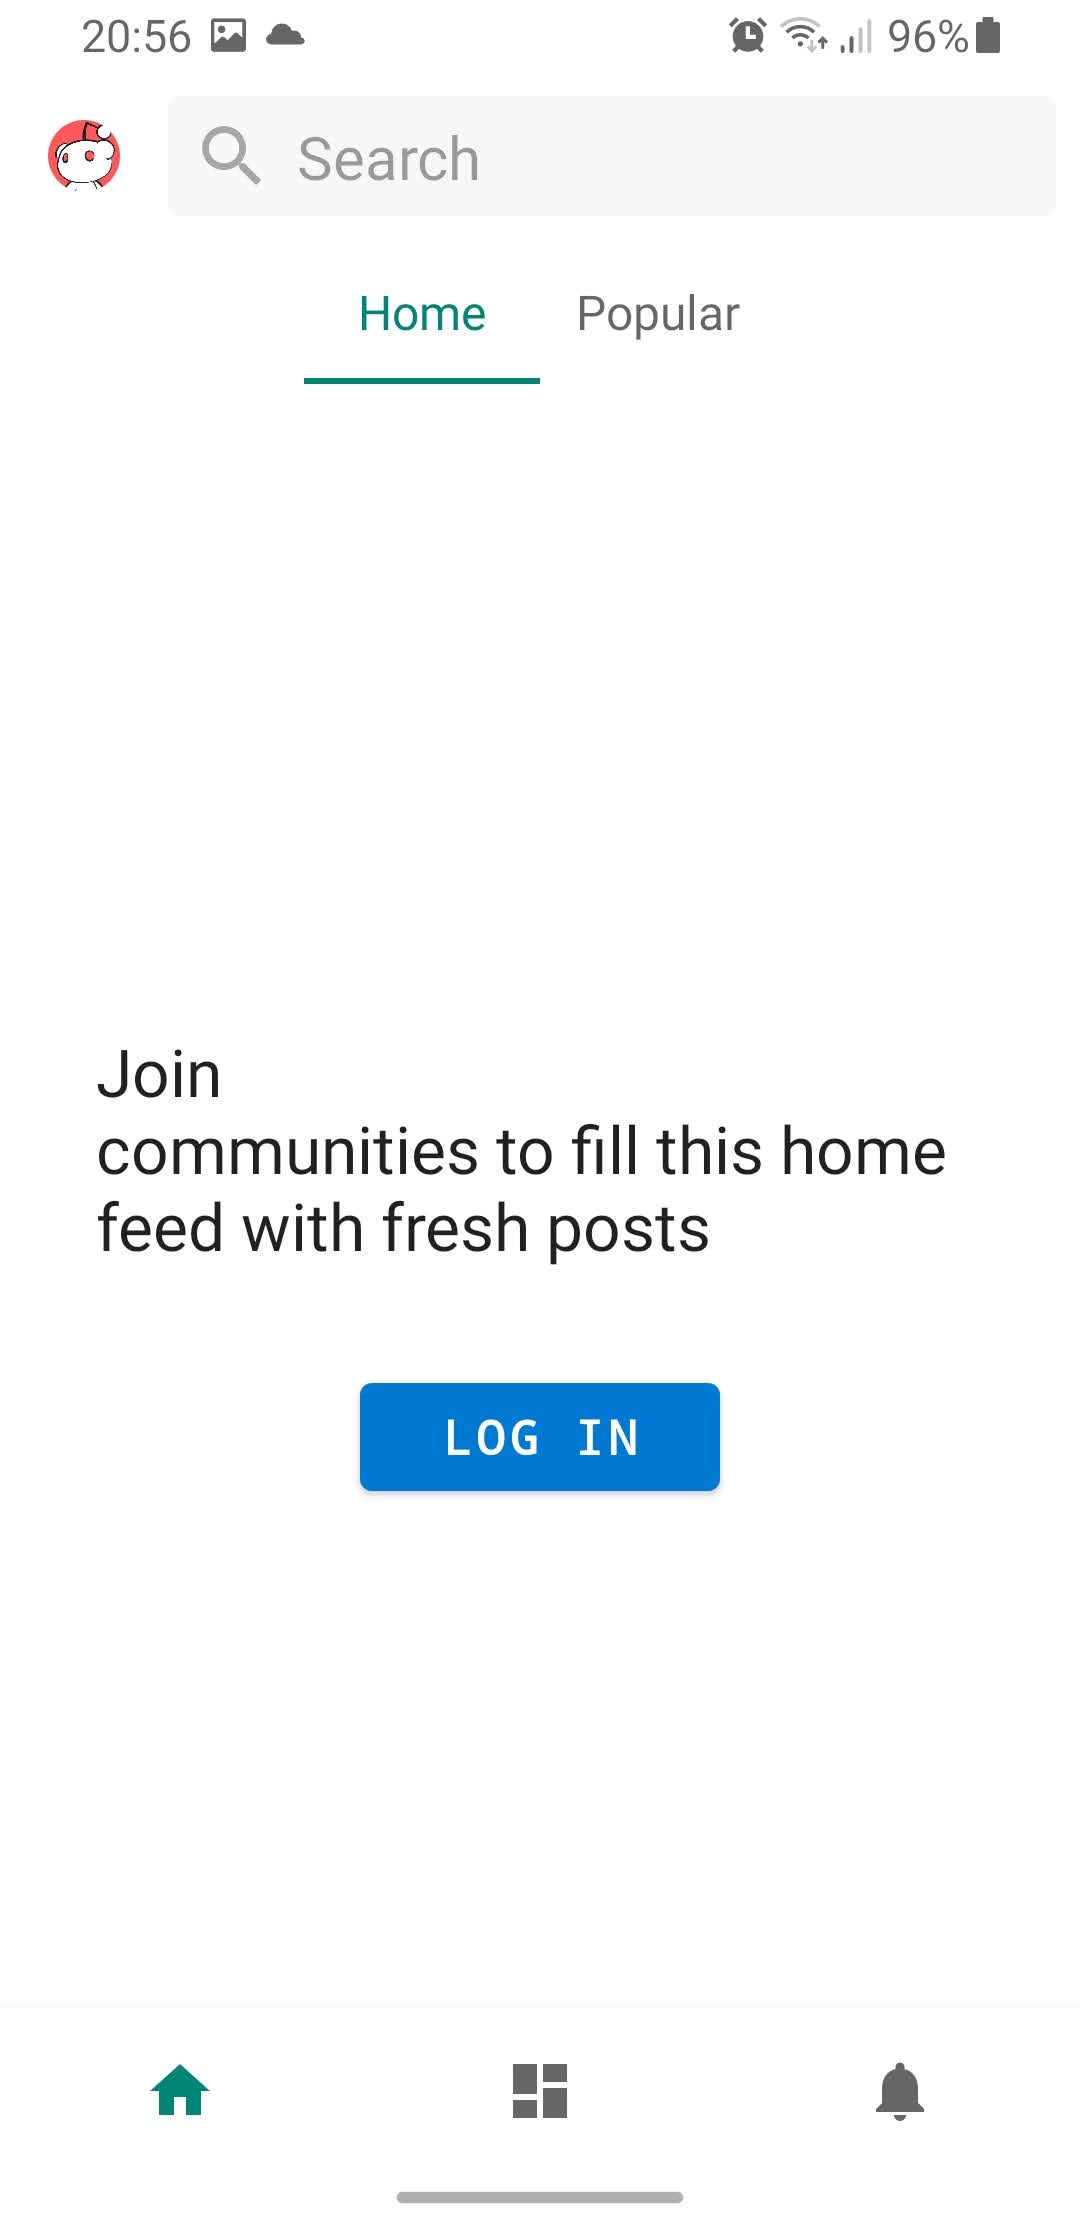 20:56 96%
Search
Home Popular
Join
communities to fill this home
feed with fresh posts
LOG IN